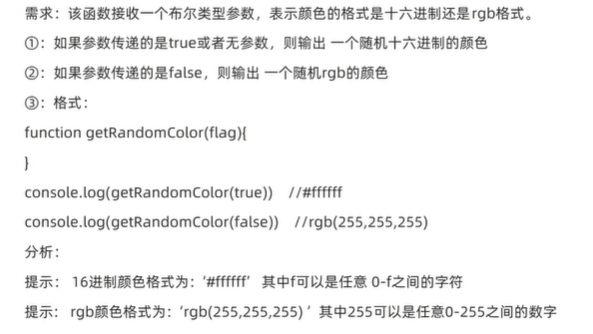 需求：该函数接收一个布尔类型参数，表示颜色的格式是十六进制还是rgb格式。
①：如果参数传递的是true或者无参数，则输出 一个随机十六进制的颜色
②：如果参数传递的是false，则输出 一个随机rgb的颜色
③：格式：
function getRandomColor(flag){
}
console.log(getRandomColor(true)) //#ffffff
console.log(getRandomColor(false)) //rgb(255,255,255)
分析：
提示： 16进制颜色格式为：‘#ffffff’ 其中f可以是任意 0-f之间的字符
提示： rgb颜色格式为：‘rgb(255,255,255) ’其中255可以是任意0-255之间的数字